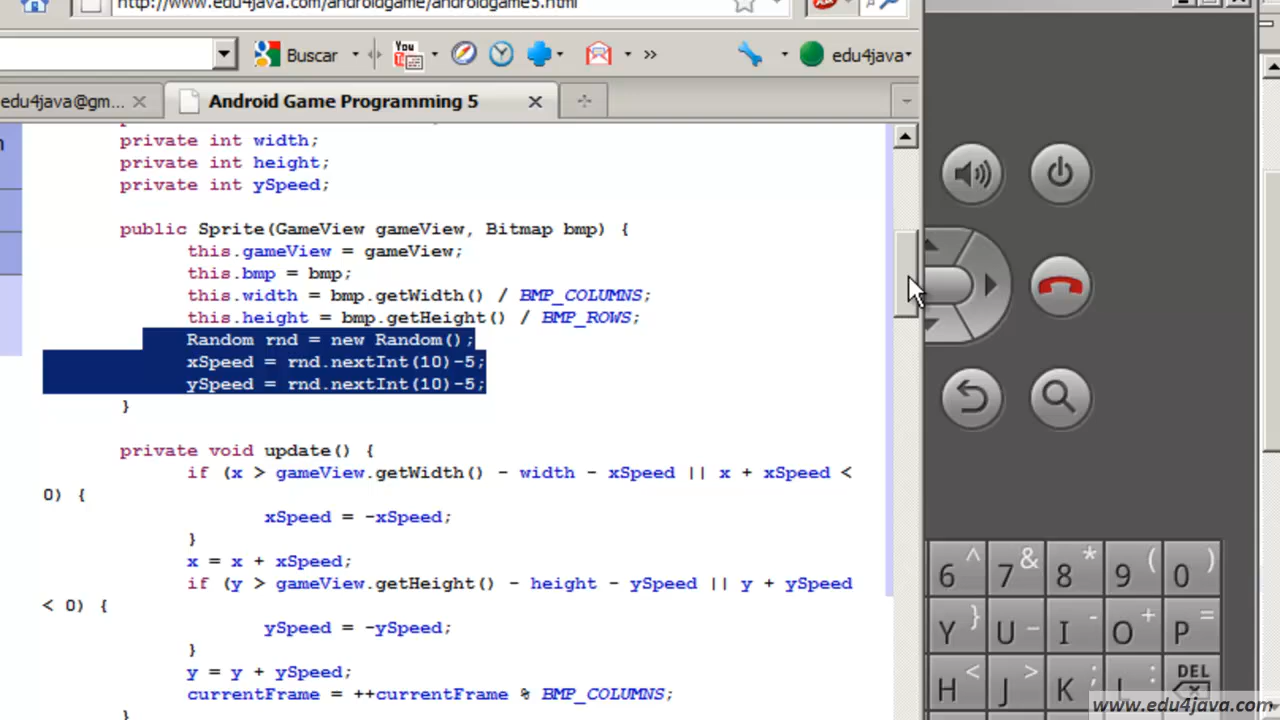 http://www.edu4java.com/androidgame/androidgame5.html
Buscar
You
»
edu4java
edu4java@gm...
Android Game Programming 5
private int width;
private int height;
private int ySpeed;
public Sprite(GameView gameView, Bitmap bmp) {
this.gameView = gameView;
this.bmp = bmp;
this.width = bmp.getWidth() / BMP_COLUMNS;
this.height = bmp.getHeight() / BMP_ROWS;
Random rnd = new Random();
xSpeed = rnd.nextInt(10)-5;
ySpeed = rnd.nextInt(10)-5;
}
private void update() {
if (x > gameView.getWidth() - width - xSpeed || x + xSpeed <
0) {
xSpeed = -xSpeed;
}
x = x + xSpeed;
if (y > gameView.getHeight() - height - ySpeed || y + ySpeed
< 0) {
ySpeed = -ySpeed;
}
y = y + ySpeed;
currentFrame = ++currentFrame % BMP_COLUMNS;
}
6 ^ 7 & 8 * 9 ( 0 )
Y } U _ I - O + P =
H < J > K ; L : DEL
www.edu4java.com